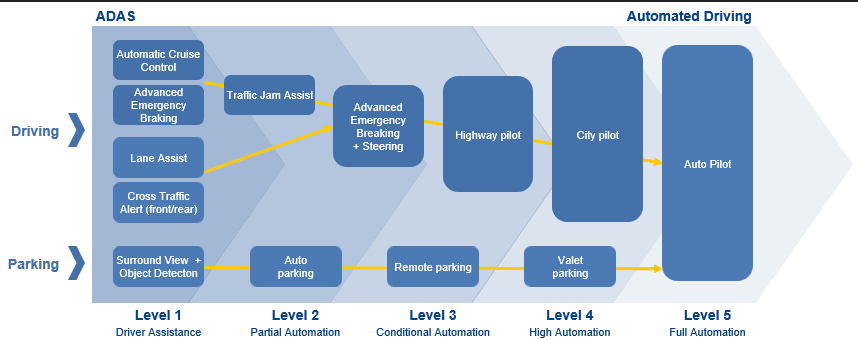 ADAS
Automated Driving
Driving
Automatic Cruise
Control
Advanced
Emergency
Braking
Lane Assist
Cross Traffic
Alert (front/rear)
Traffic Jam Assist
Advanced
Emergency
Breaking
+ Steering
Highway pilot
City pilot
Auto Pilot
Parking
Surround View +
Object Detecton
Auto
parking
Remote parking
Valet
parking
Level 1
Driver Assistance
Level 2
Partial Automation
Level 3
Conditional Automation
Level 4
High Automation
Level 5
Full Automation